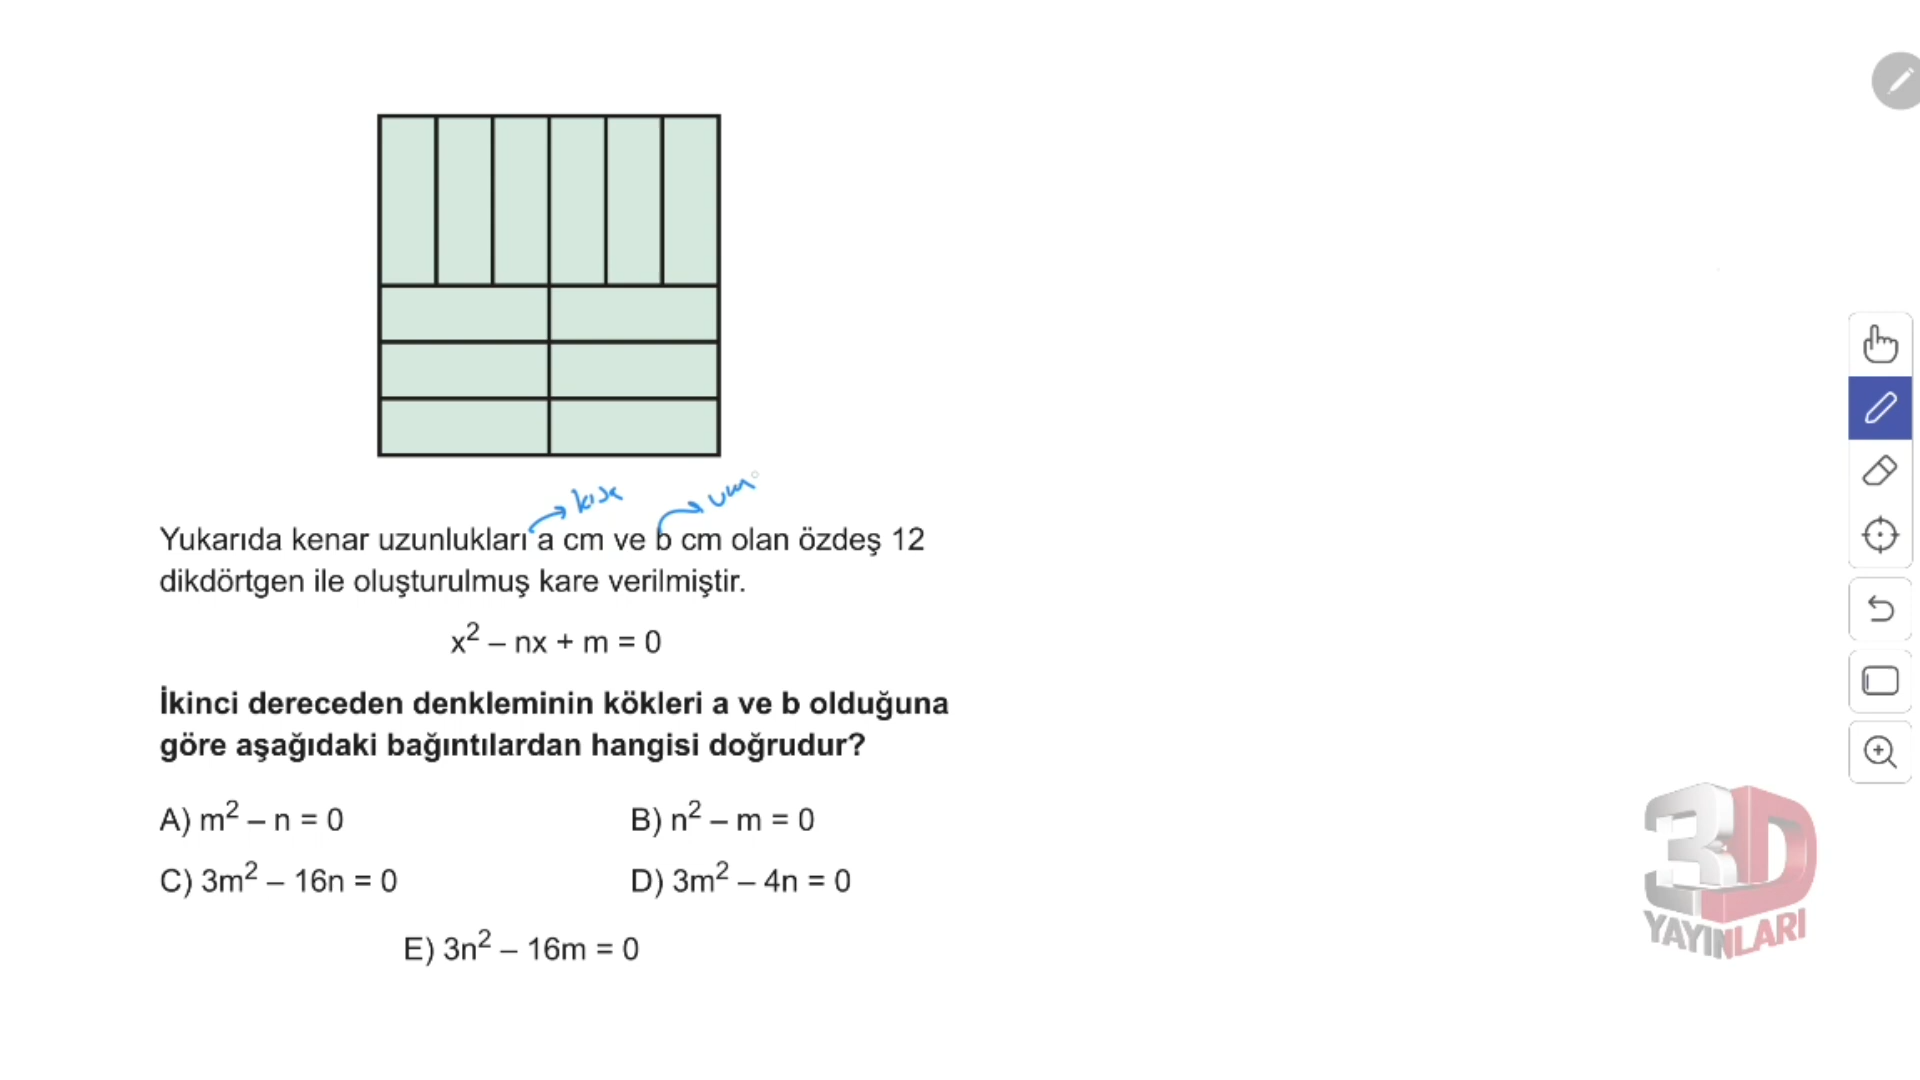 kısa
uzun
Yukarıda kenar uzunlukları a cm ve b cm olan özdeş 12
dikdörtgen ile oluşturulmuş kare verilmiştir.
x² – nx + m = 0
İkinci dereceden denkleminin kökleri a ve b olduğuna
göre aşağıdaki bağıntılardan hangisi doğrudur?
A) m² – n = 0
B) n² – m = 0
C) 3m² – 16n = 0
D) 3m² – 4n = 0
E) 3n² – 16m = 0
3D
YAYINLARI